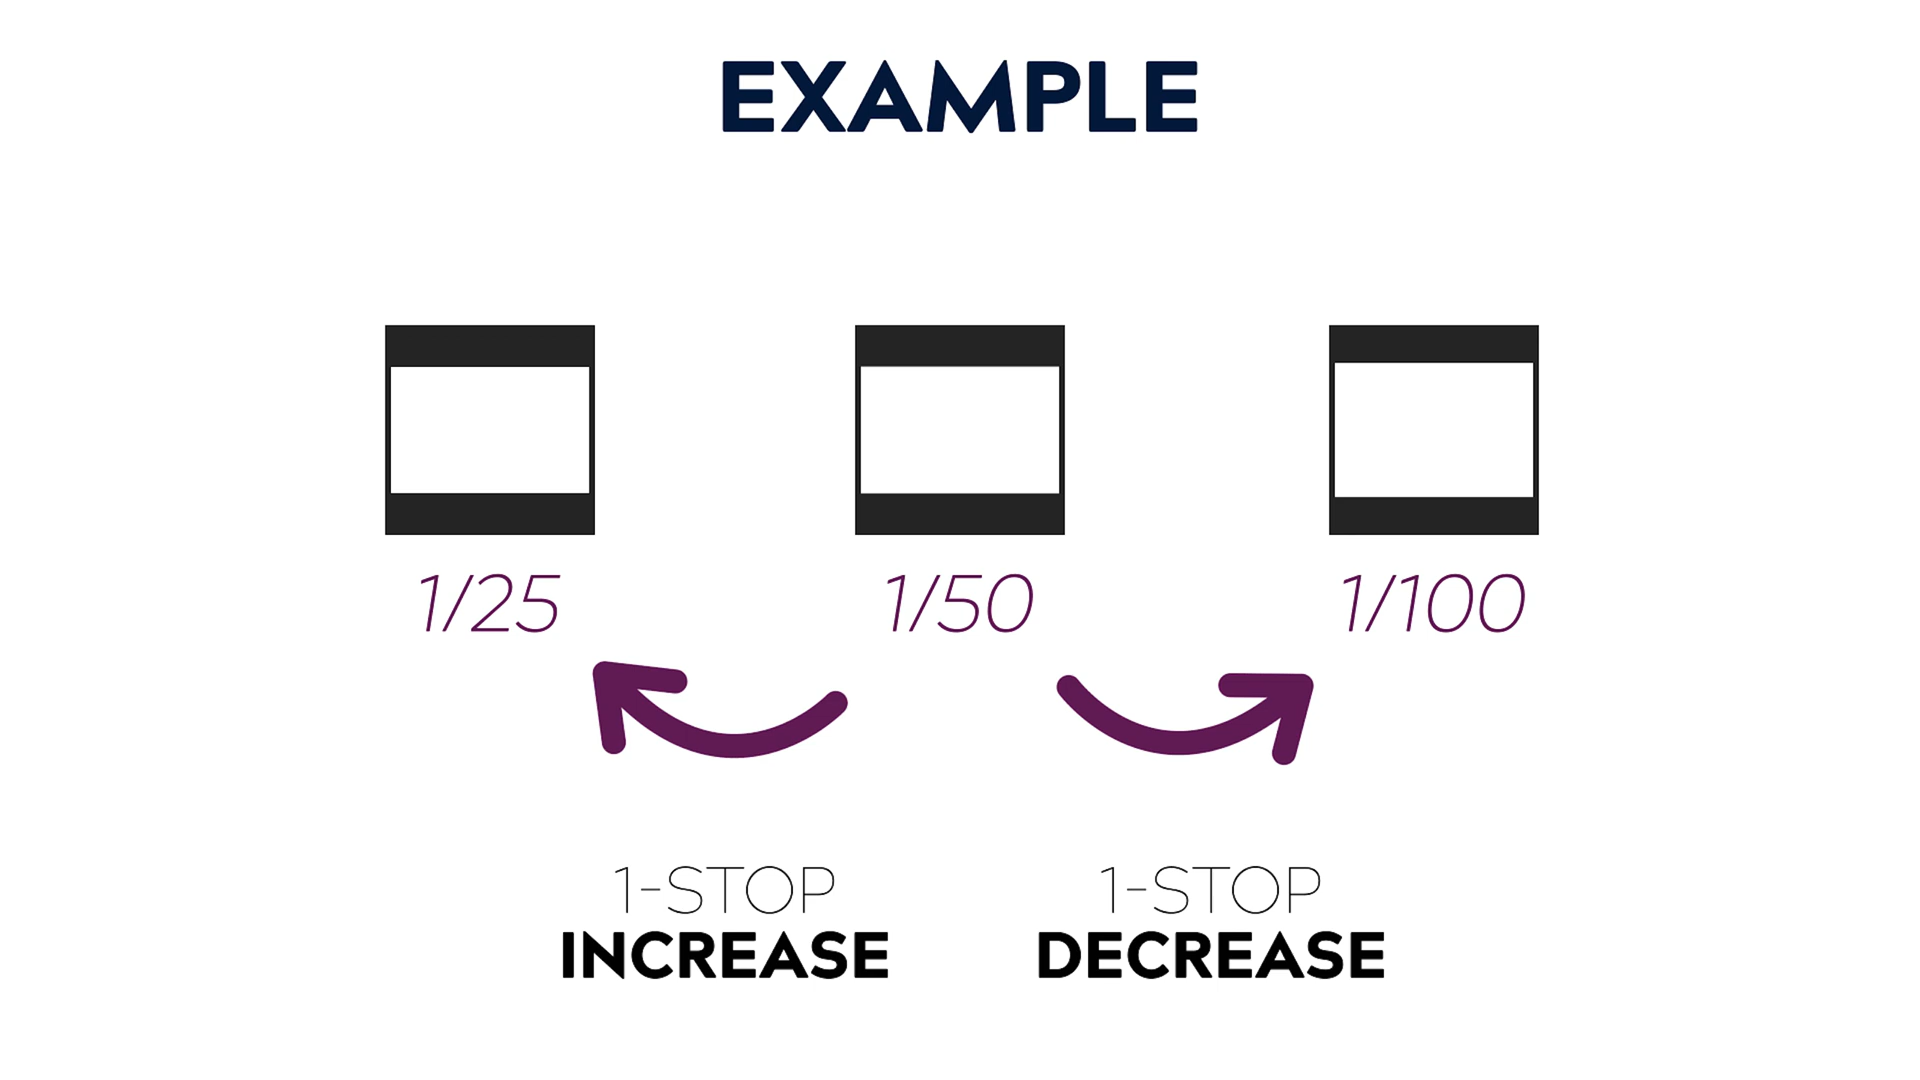 EXAMPLE
1/25 1/50 1/100
1-STOP 1-STOP
INCREASE DECREASE